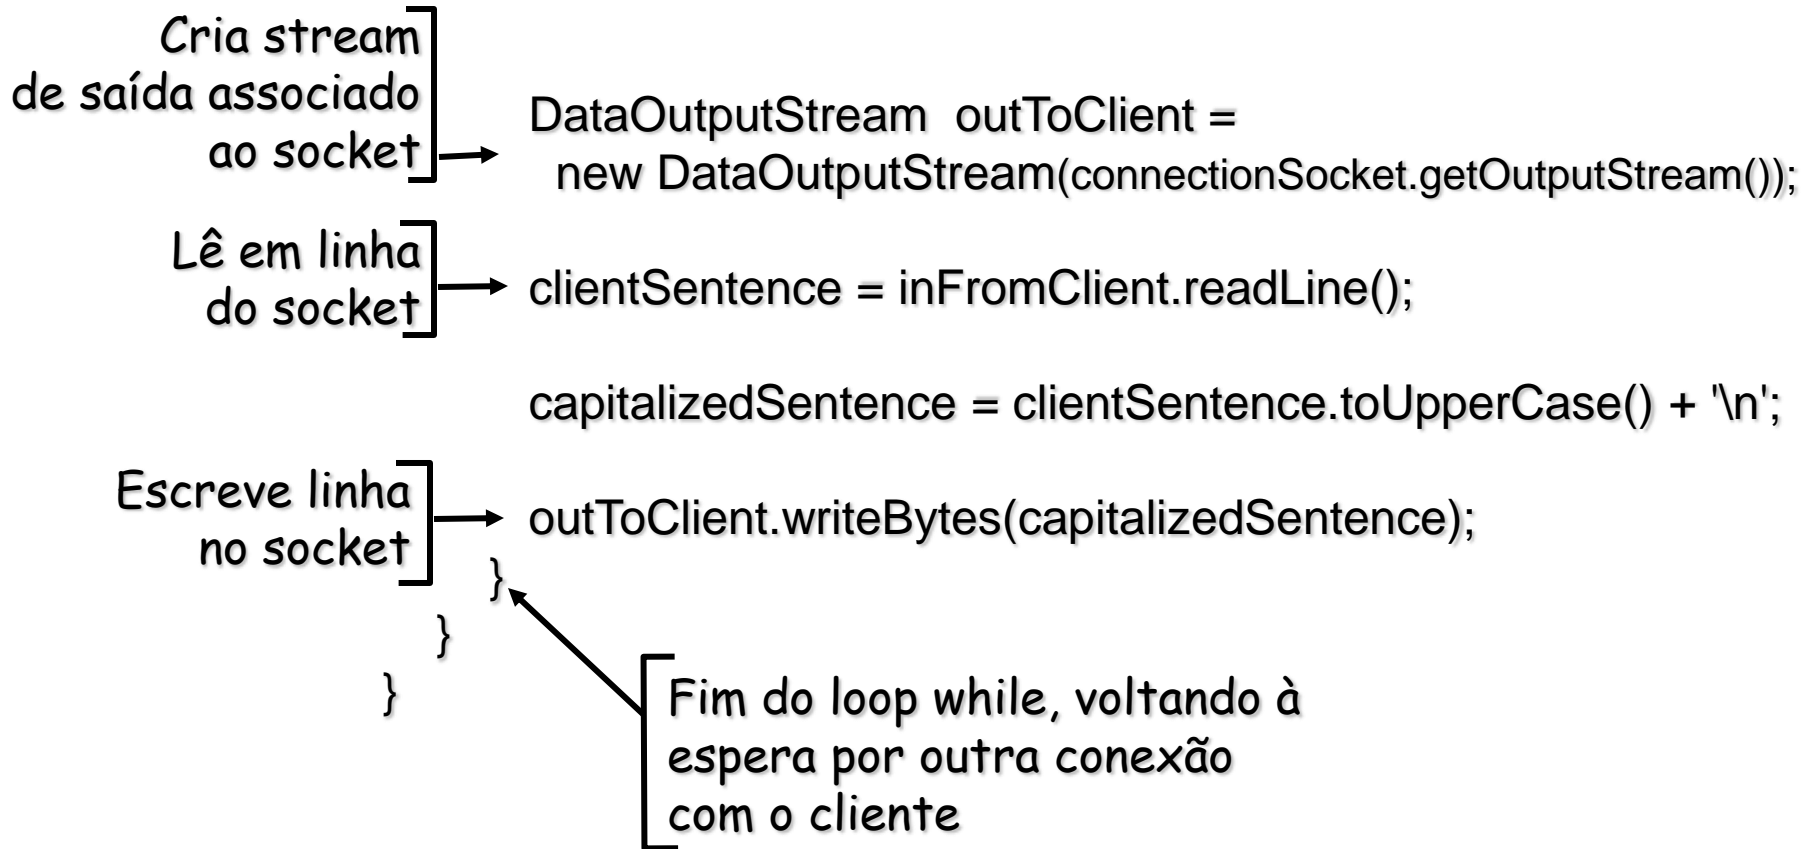 Cria stream
de saída associado
ao socket
DataOutputStream outToClient =
new DataOutputStream(connectionSocket.getOutputStream());
Lê em linha
do socket
clientSentence = inFromClient.readLine();
capitalizedSentence = clientSentence.toUpperCase() + '\n';
Escreve linha
no socket
outToClient.writeBytes(capitalizedSentence);
}
}
}
Fim do loop while, voltando à
espera por outra conexão
com o cliente